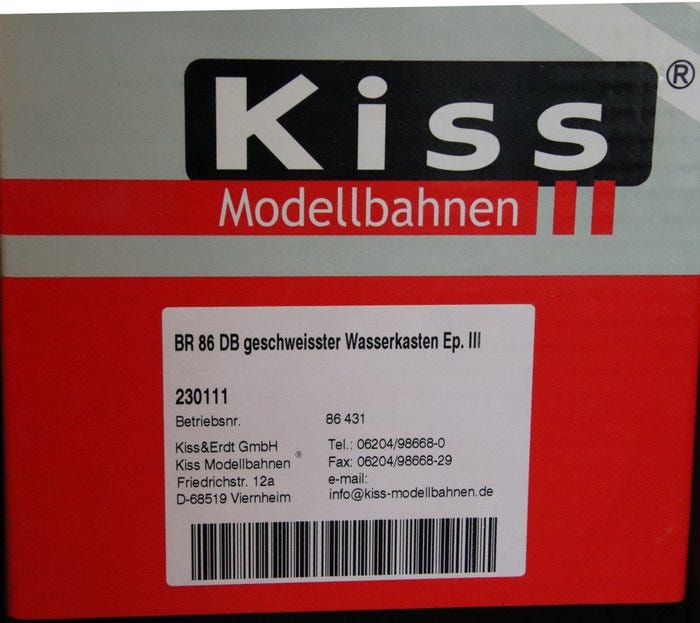 Kiss ®
Modellbahnen
BR 86 DB geschweisster Wasserkasten Ep. III
230111
Betriebsnr. 86 431
Kiss&Erdt GmbH Tel.: 06204/98668-0
Kiss Modellbahnen ® Fax: 06204/98668-29
Friedrichstr. 12a e-mail:
D-68519 Viernheim info@kiss-modellbahnen.de